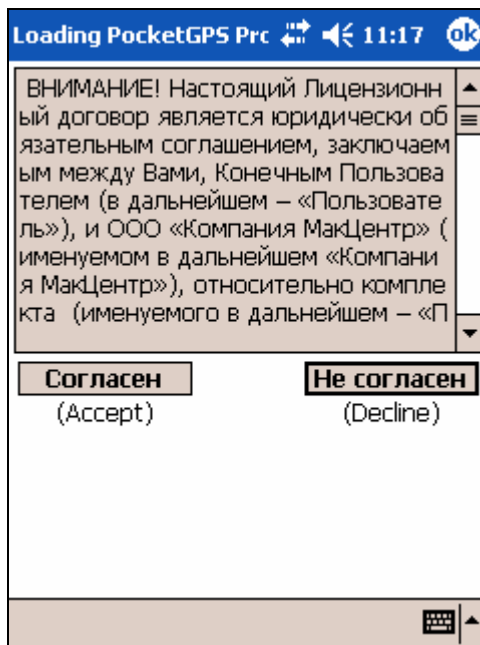 Loading PocketGPS Prc 11:17 ok
ВНИМАНИЕ! Настоящий Лицензионн
ый договор является юридически об
язательным соглашением, заключаем
ым между Вами, Конечным Пользова
телем (в дальнейшем – «Пользовате
ль»), и ООО «Компания МакЦентр» (
именуемом в дальнейшем «Компани
я МакЦентр»), относительно компле
кта (именуемого в дальнейшем – «П
Согласен Не согласен
(Accept) (Decline)